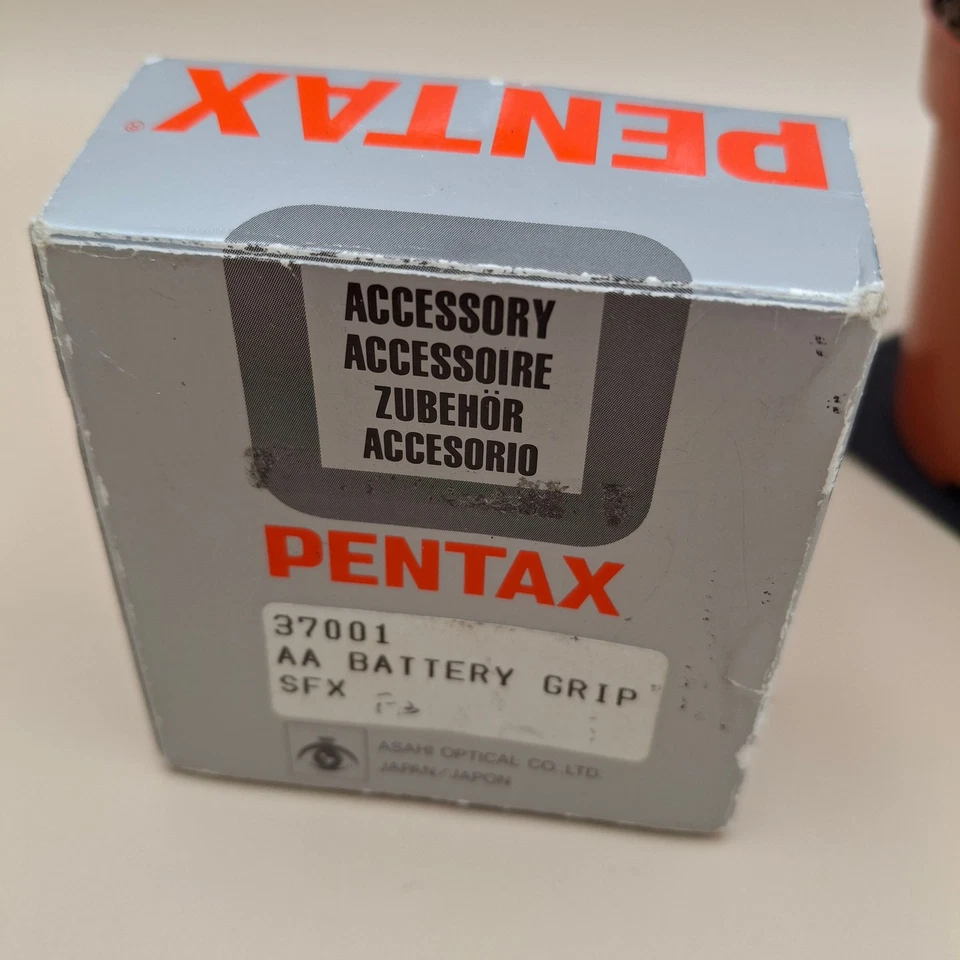 PENTAX®
ACCESSORY
ACCESSOIRE
ZUBEHÖR
ACCESORIO
PENTAX
37001
AA BATTERY GRIP
SFX
ASAHI OPTICAL CO.,LTD.
JAPAN/JAPON